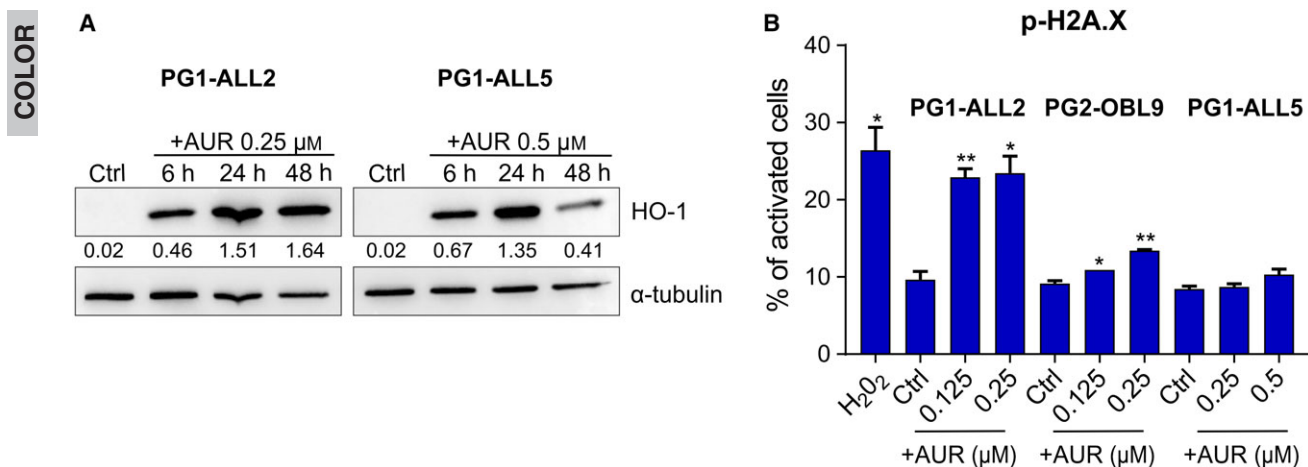 COLOR
A
PG1-ALL2 PG1-ALL5
+AUR 0.25 µM +AUR 0.5 µM
Ctrl 6 h 24 h 48 h Ctrl 6 h 24 h 48 h
HO-1
0.02 0.46 1.51 1.64 0.02 0.67 1.35 0.41
α-tubulin
B
p-H2A.X
% of activated cells
40
30
20
10
0
PG1-ALL2 PG2-OBL9 PG1-ALL5
* ** * * **
H₂0₂ Ctrl 0.125 0.25 Ctrl 0.125 0.25 Ctrl 0.25 0.5
+AUR (µM) +AUR (µM) +AUR (µM)